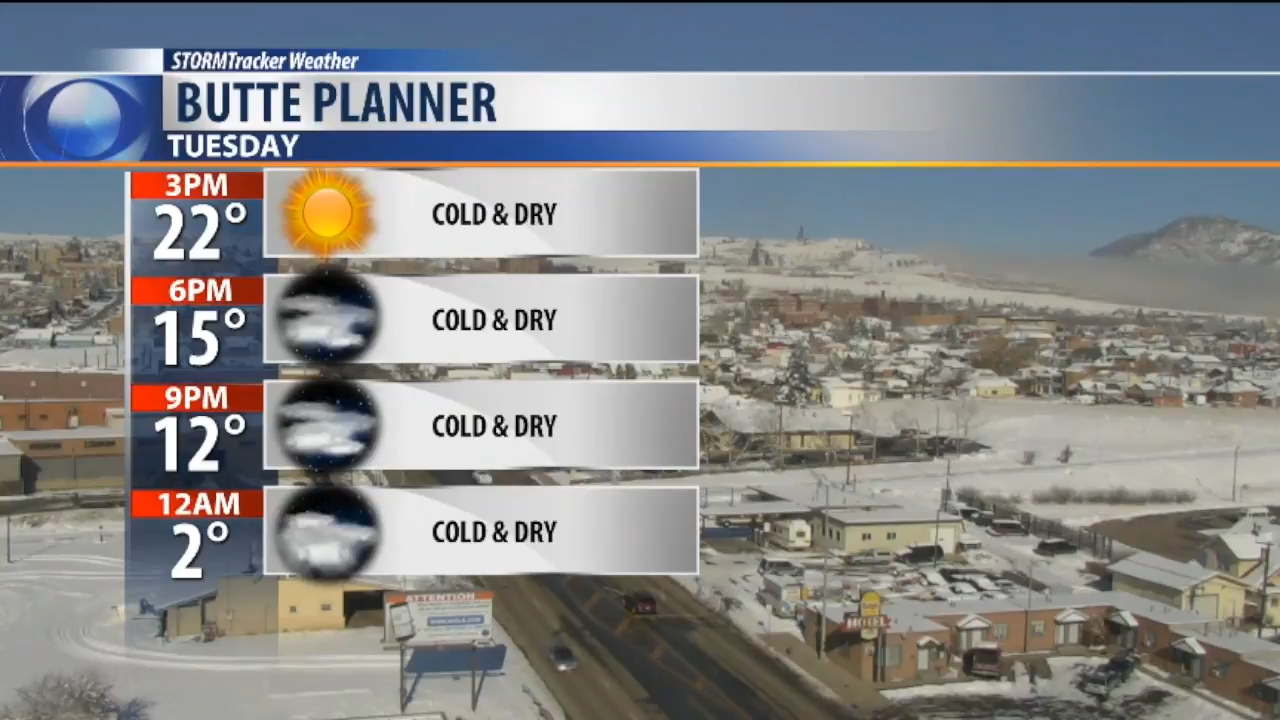 STORMTracker Weather
BUTTE PLANNER
TUESDAY
3PM
22°
COLD & DRY
6PM
15°
COLD & DRY
9PM
12°
COLD & DRY
12AM
2°
COLD & DRY
ATTENTION
MOTEL